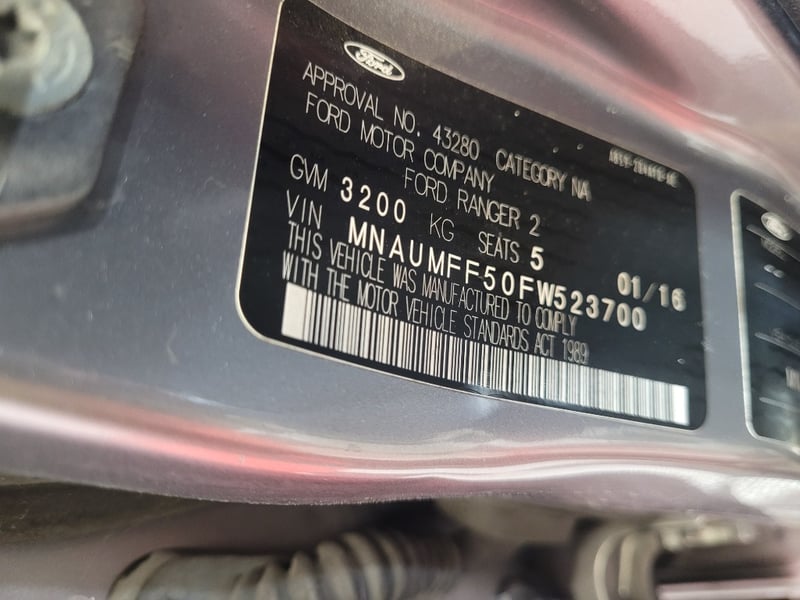 Ford
APPROVAL NO. 43280 CATEGORY NA
FORD MOTOR COMPANY
FORD RANGER 2
GVM 3200 KG SEATS 5 01/16
VIN MNAUMFF50FW523700
THIS VEHICLE WAS MANUFACTURED TO COMPLY
WITH THE MOTOR VEHICLE STANDARDS ACT 1989